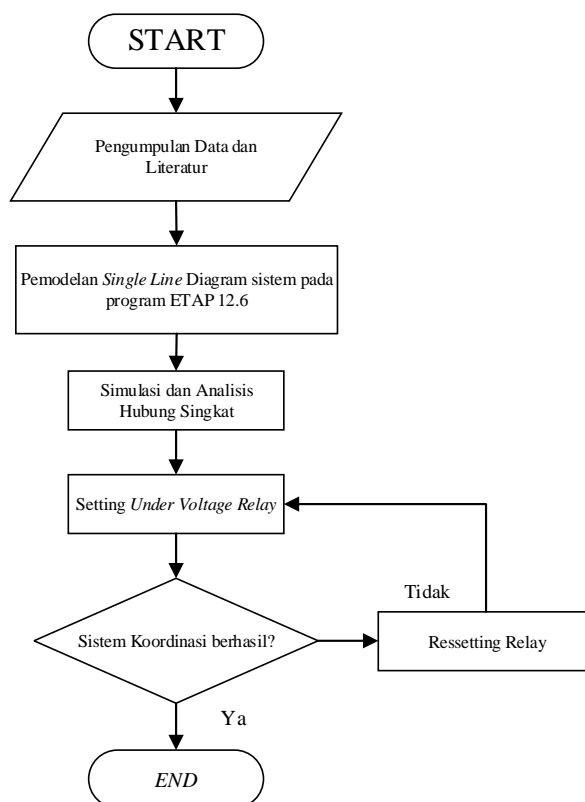 START
Pengumpulan Data dan
Literatur
Pemodelan Single Line Diagram sistem pada
program ETAP 12.6
Simulasi dan Analisis
Hubung Singkat
Setting Under Voltage Relay
Sistem Koordinasi berhasil?
Tidak
Ressetting Relay
Ya
END